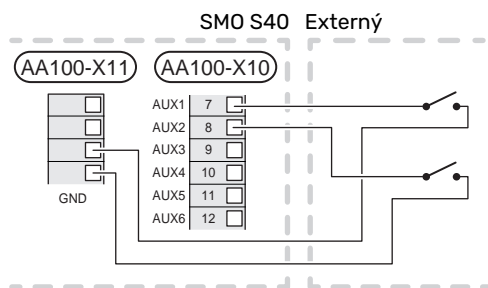 SMO S40 Externý
AA100-X11 AA100-X10
AUX1 7
AUX2 8
AUX3 9
AUX4 10
AUX5 11
AUX6 12
GND